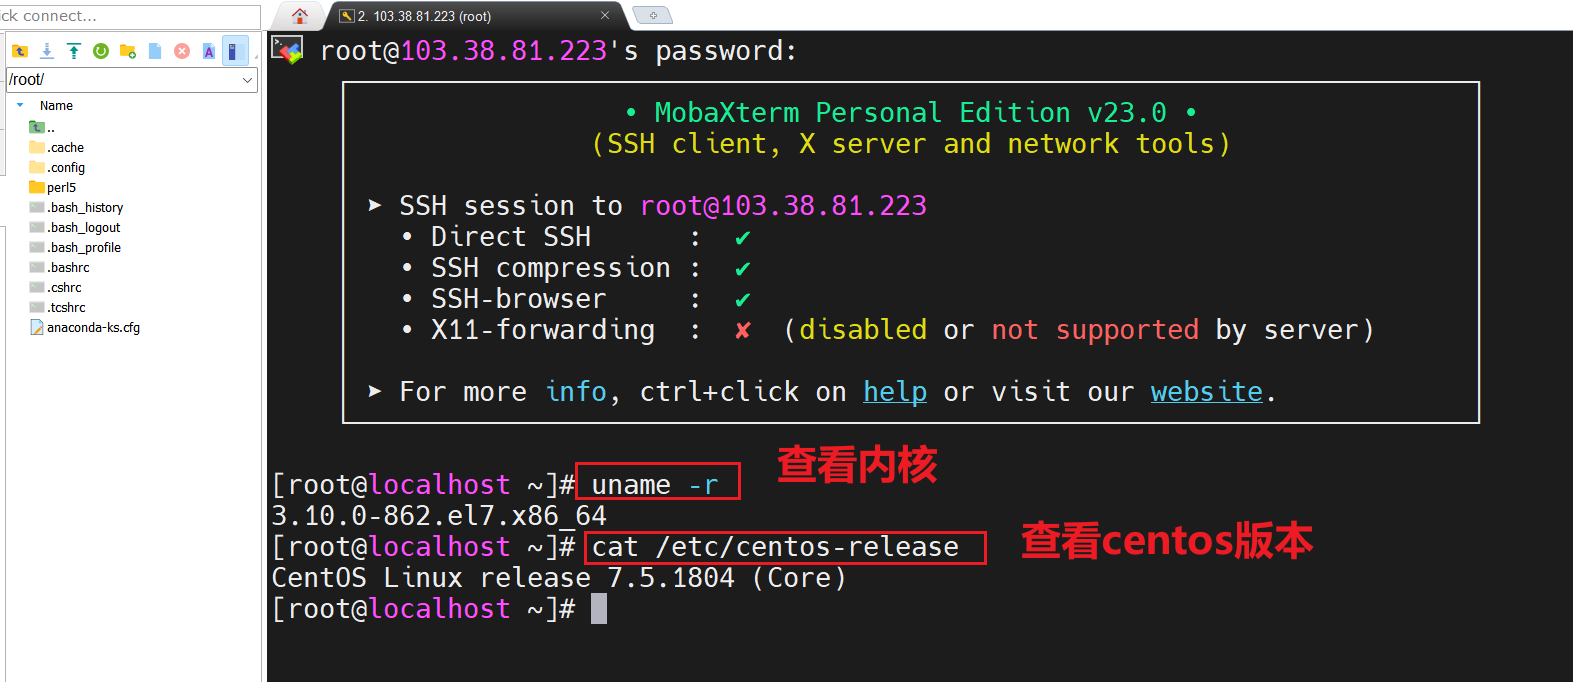 ck connect...
2. 103.38.81.223 (root)
/root/
Name
..
.cache
.config
perl5
.bash_history
.bash_logout
.bash_profile
.bashrc
.cshrc
.tcshrc
anaconda-ks.cfg
root@103.38.81.223's password:
• MobaXterm Personal Edition v23.0 •
(SSH client, X server and network tools)
➤ SSH session to root@103.38.81.223
• Direct SSH : ✔
• SSH compression : ✔
• SSH-browser : ✔
• X11-forwarding : ✘ (disabled or not supported by server)
➤ For more info, ctrl+click on help or visit our website.
[root@localhost ~]# uname -r
查看内核
3.10.0-862.el7.x86_64
[root@localhost ~]# cat /etc/centos-release
查看centos版本
CentOS Linux release 7.5.1804 (Core)
[root@localhost ~]#